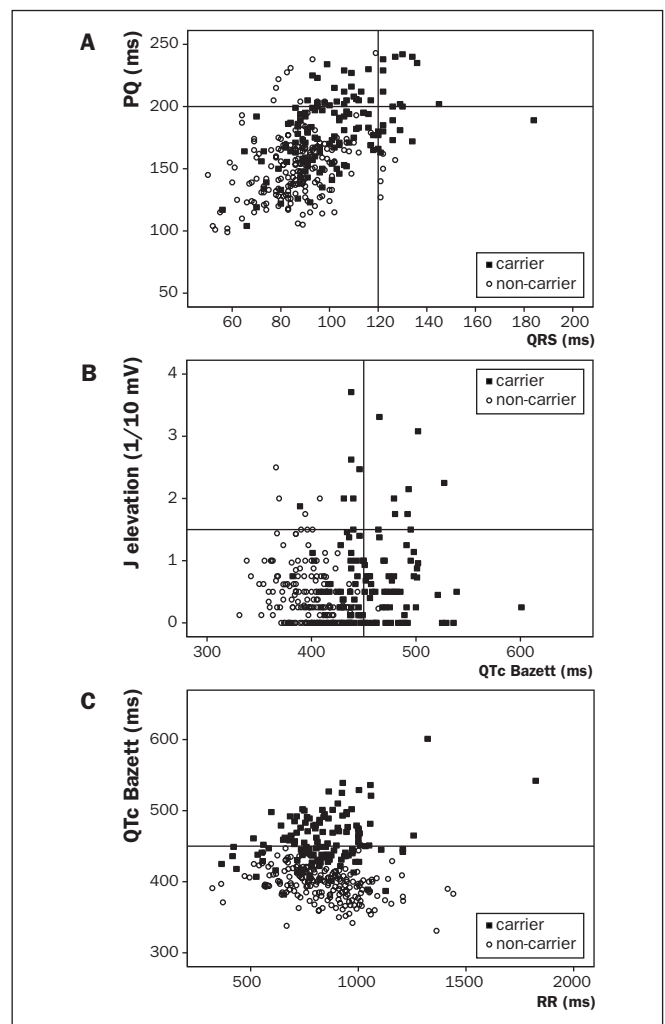 A
PQ (ms)
250
200
150
100
50
carrier
non-carrier
60 80 100 120 140 160 180 200
QRS (ms)
B
J elevation (1/10 mV)
4
3
2
1
0
carrier
non-carrier
300 400 500 600
QTc Bazett (ms)
C
QTc Bazett (ms)
600
500
400
300
carrier
non-carrier
500 1000 1500 2000
RR (ms)